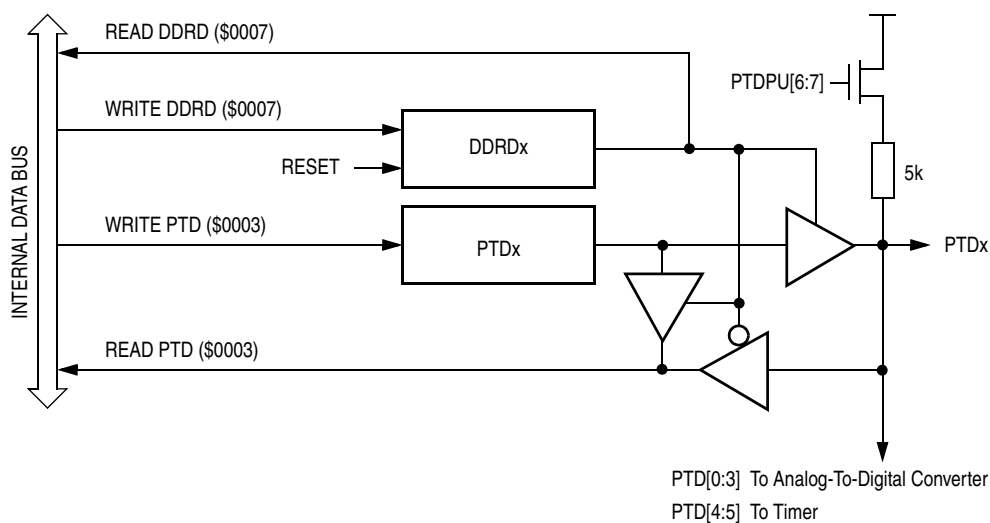 READ DDRD ($0007)
PTDPU[6:7]
WRITE DDRD ($0007)
DDRDx
RESET
5k
INTERNAL DATA BUS
WRITE PTD ($0003)
PTDx
PTDx
READ PTD ($0003)
PTD[0:3] To Analog-To-Digital Converter
PTD[4:5] To Timer